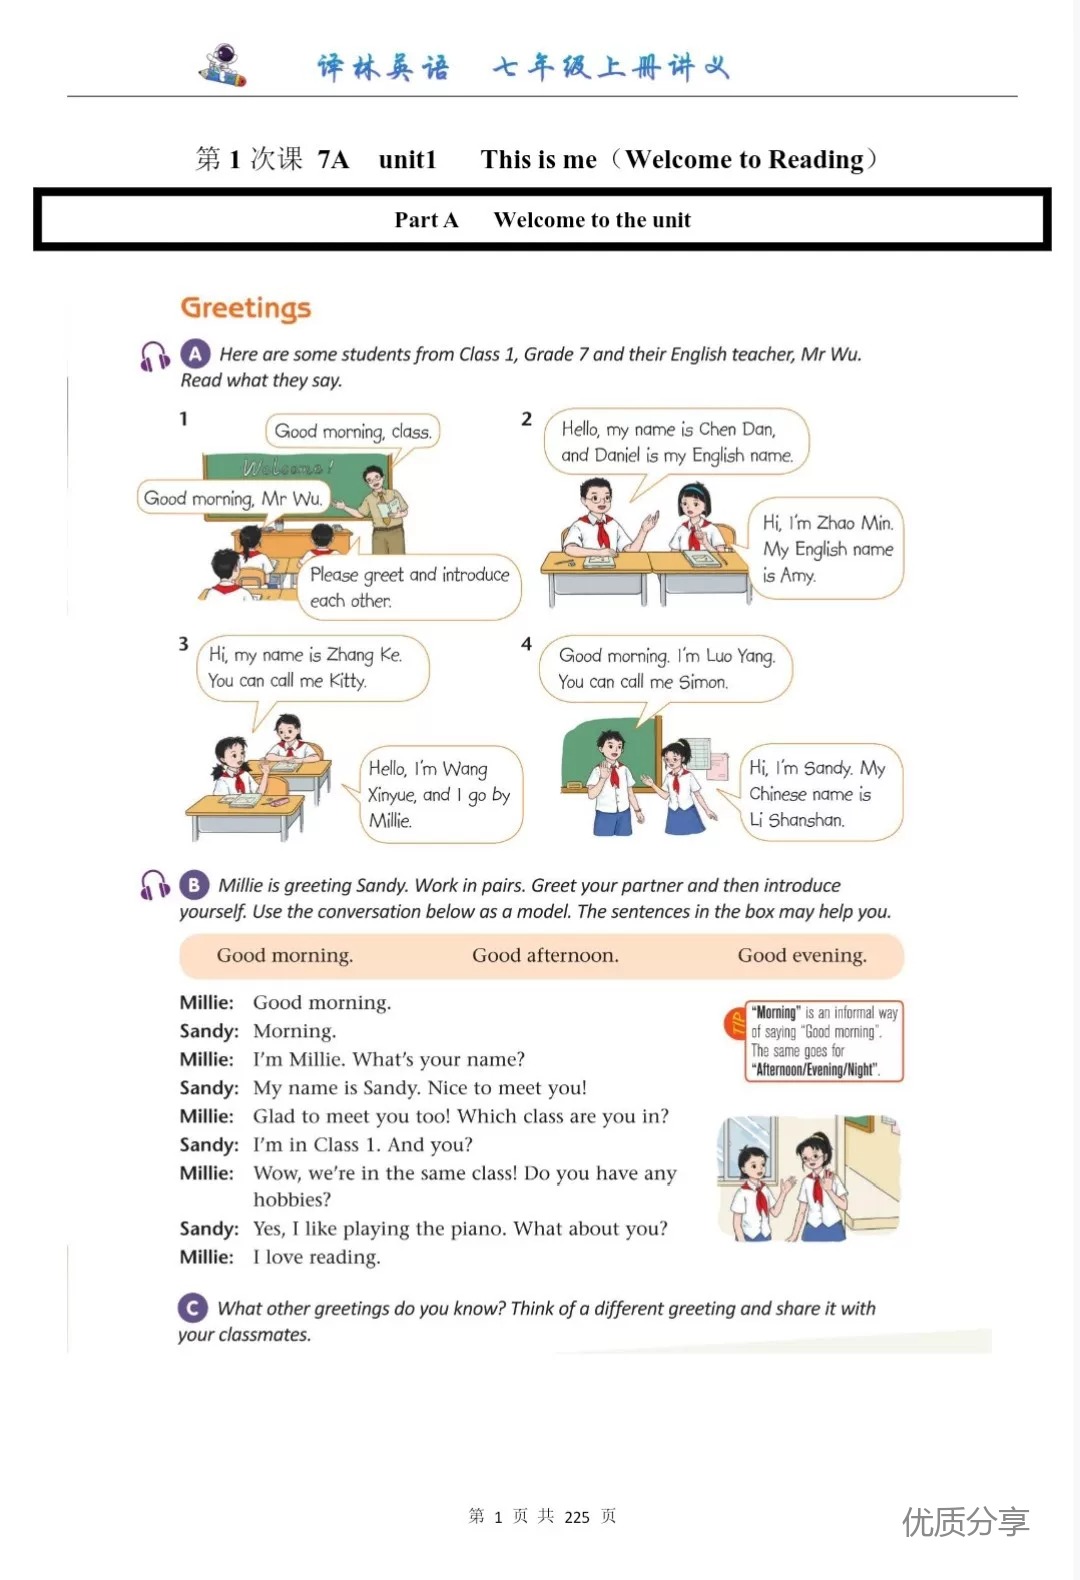 译林英语 七年级上册讲义
第 1 次课 7A unit1 This is me（Welcome to Reading）
Part A Welcome to the unit
Greetings
A Here are some students from Class 1, Grade 7 and their English teacher, Mr Wu.
Read what they say.
1
Good morning, class.
Welcome!
Good morning, Mr Wu.
Please greet and introduce
each other.
2
Hello, my name is Chen Dan,
and Daniel is my English name.
Hi, I'm Zhao Min.
My English name
is Amy.
3
Hi, my name is Zhang Ke.
You can call me Kitty.
Hello, I'm Wang
Xinyue, and I go by
Millie.
4
Good morning. I'm Luo Yang.
You can call me Simon.
Hi, I'm Sandy. My
Chinese name is
Li Shanshan.
B Millie is greeting Sandy. Work in pairs. Greet your partner and then introduce
yourself. Use the conversation below as a model. The sentences in the box may help you.
Good morning. Good afternoon. Good evening.
Millie: Good morning.
Sandy: Morning.
Millie: I'm Millie. What's your name?
Sandy: My name is Sandy. Nice to meet you!
Millie: Glad to meet you too! Which class are you in?
Sandy: I'm in Class 1. And you?
Millie: Wow, we're in the same class! Do you have any
hobbies?
Sandy: Yes, I like playing the piano. What about you?
Millie: I love reading.
TIP
"Morning" is an informal way
of saying "Good morning".
The same goes for
"Afternoon/Evening/Night".
C What other greetings do you know? Think of a different greeting and share it with
your classmates.
第 1 页 共 225 页
优质分享